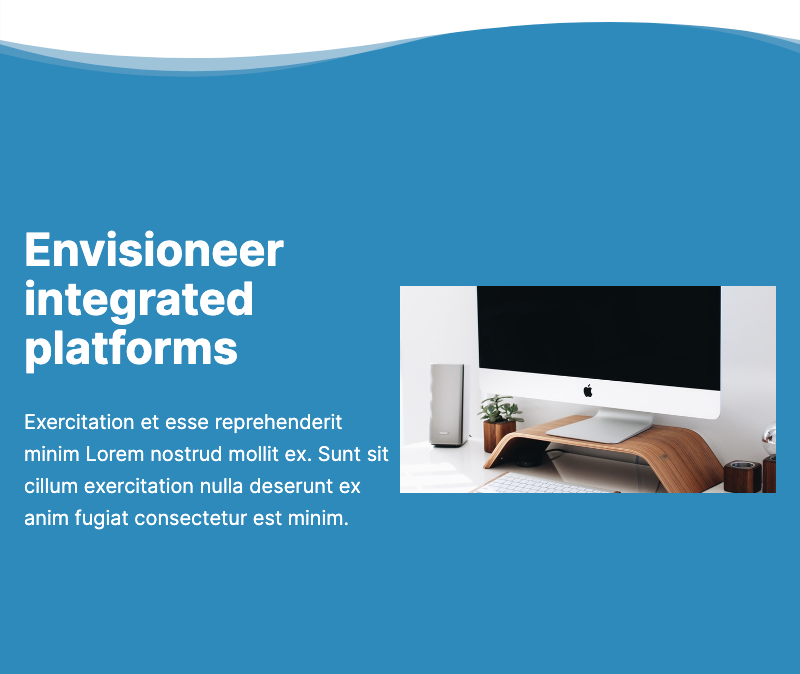 Envisioneer
integrated
platforms
Exercitation et esse reprehenderit
minim Lorem nostrud mollit ex. Sunt sit
cillum exercitation nulla deserunt ex
anim fugiat consectetur est minim.